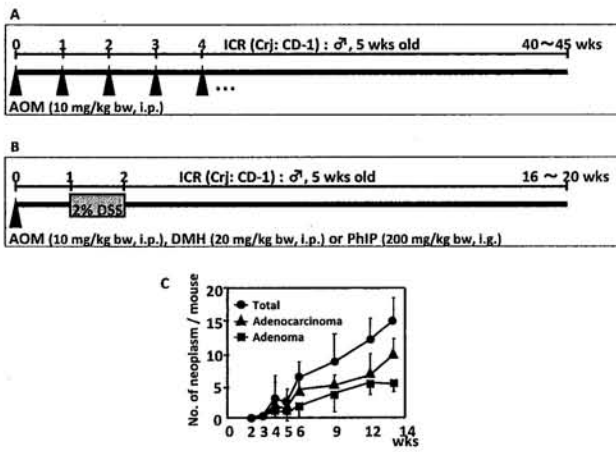 A
0 1 2 3 4 ICR (Crj: CD-1) : ♂, 5 wks old 40～45 wks
...
AOM (10 mg/kg bw, i.p.)
B
0 1 2 ICR (Crj: CD-1) : ♂, 5 wks old 16 ～ 20 wks
2% DSS
AOM (10 mg/kg bw, i.p.), DMH (20 mg/kg bw, i.p.) or PhIP (200 mg/kg bw, i.g.)
C
No. of neoplasm / mouse
20
15
10
5
0
Total
Adenocarcinoma
Adenoma
0 2 3 4 5 6 9 12 14
wks